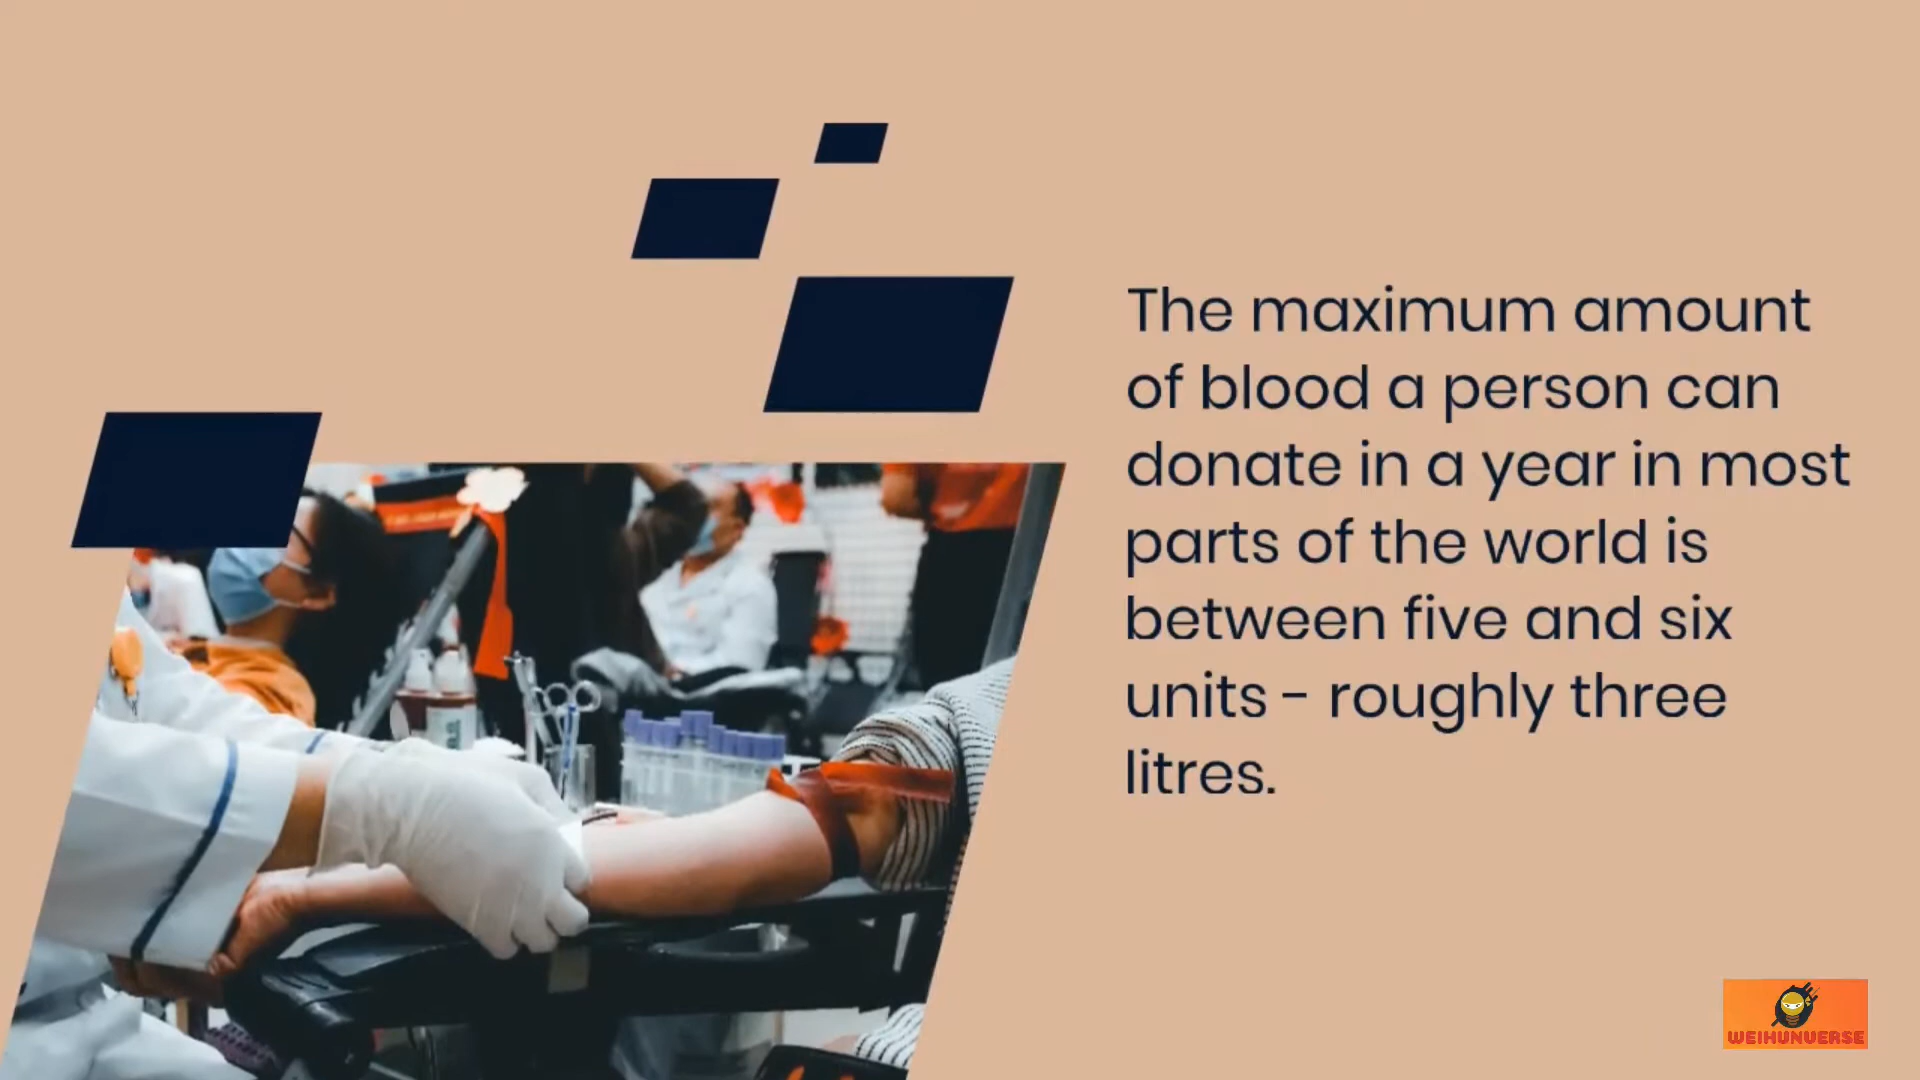 The maximum amount
of blood a person can
donate in a year in most
parts of the world is
between five and six
units - roughly three
litres.
WEIHUNVERSE